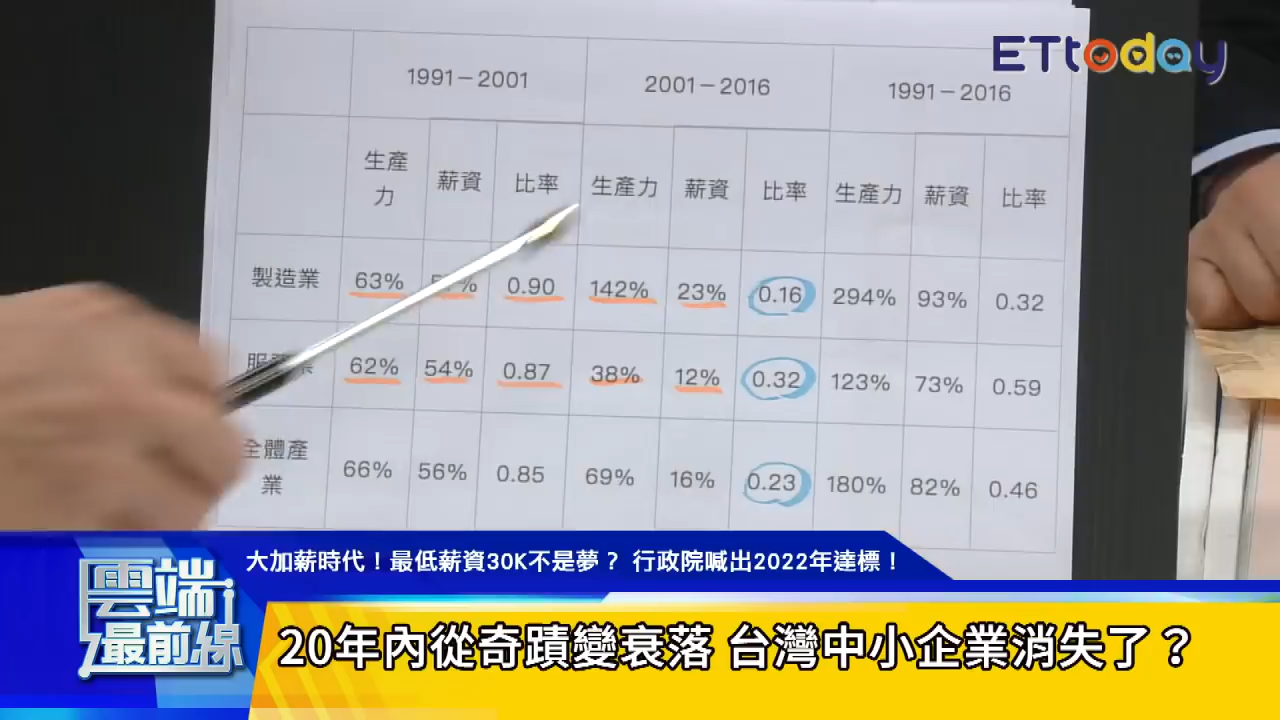 ETtoday
1991－2001 2001－2016 1991－2016
生產力 薪資 比率 生產力 薪資 比率 生產力 薪資 比率
製造業 63% 0.90 142% 23% 0.16 294% 93% 0.32
62% 54% 0.87 38% 12% 0.32 123% 73% 0.59
全體產業 66% 56% 0.85 69% 16% 0.23 180% 82% 0.46
大加薪時代！最低薪資30K不是夢？ 行政院喊出2022年達標！
雲端
最前線
20年內從奇蹟變衰落 台灣中小企業消失了？